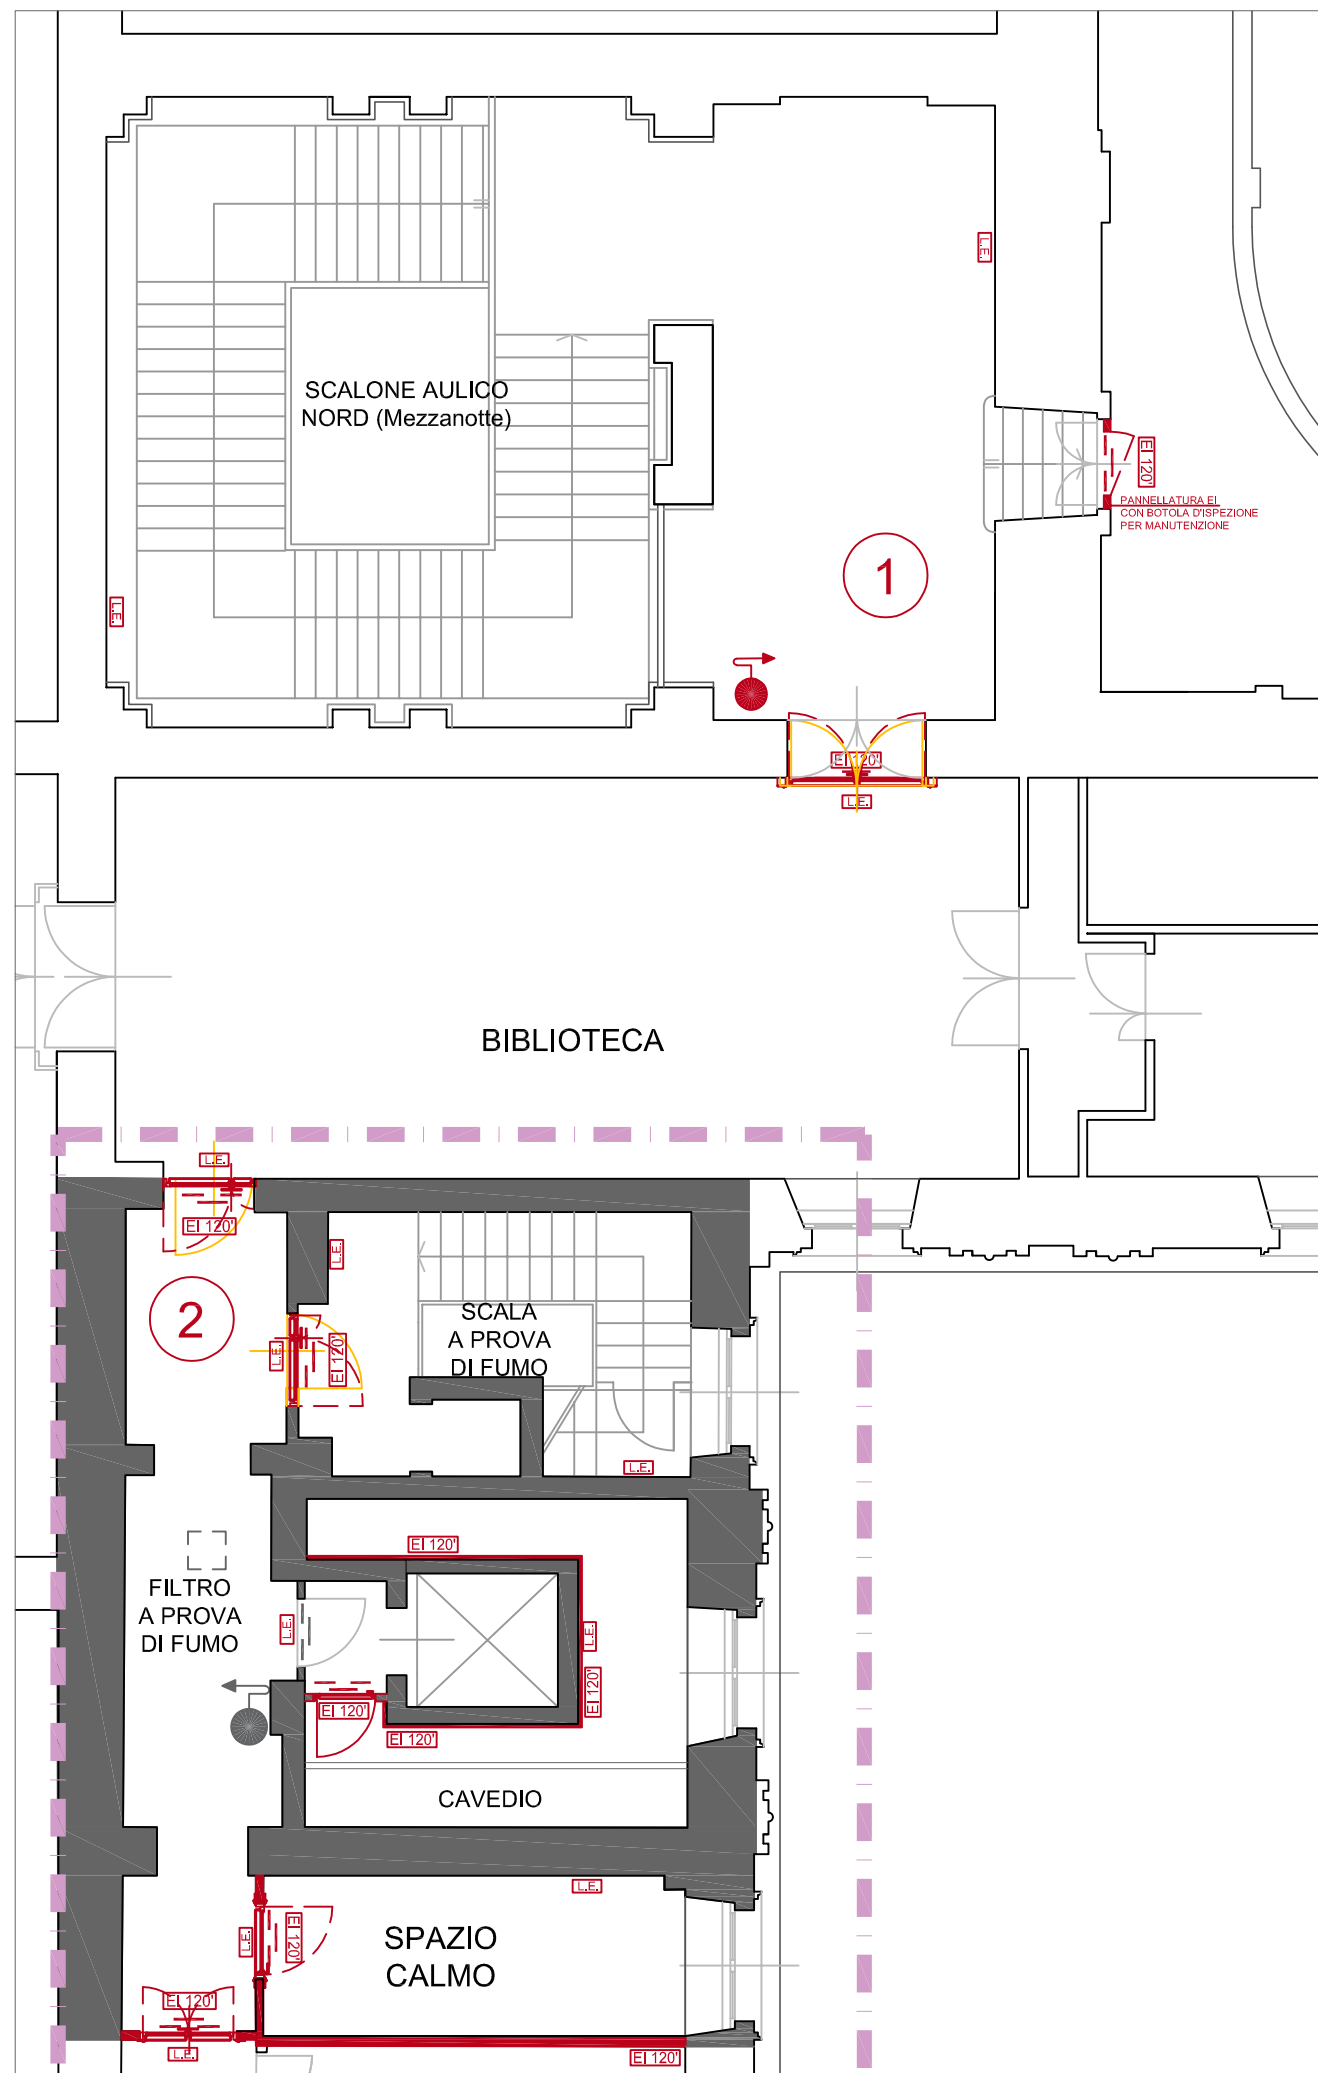 L.E.
SCALONE AULICO
NORD (Mezzanotte)
EI 120'
PANNELLATURA EI
CON BOTOLA D'ISPEZIONE
PER MANUTENZIONE
1
L.E.
EI 120'
L.E.
BIBLIOTECA
L.E.
EI 120'
L.E.
2
SCALA
A PROVA
DI FUMO
L.E.
EI 120'
L.E.
EI 120'
FILTRO
A PROVA
DI FUMO
L.E.
L.E.
EI 120'
EI 120'
EI 120'
CAVEDIO
L.E.
L.E.
EI 120'
SPAZIO
CALMO
EI 120'
L.E.
EI 120'